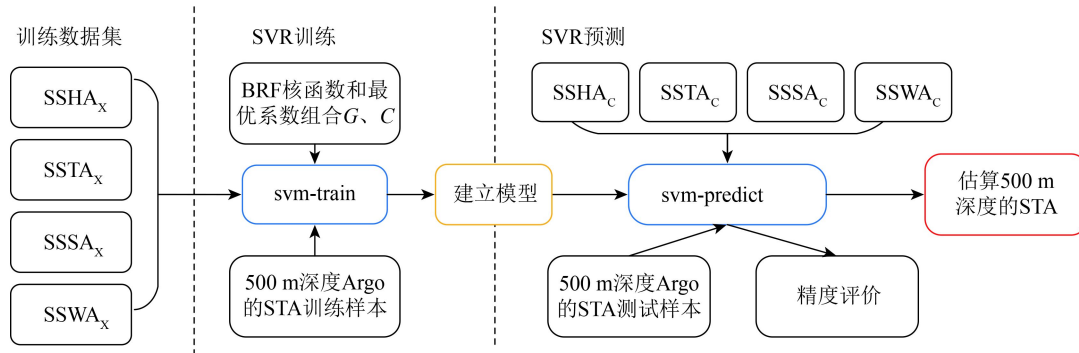 训练数据集
SSHA_X
SSTA_X
SSSA_X
SSWA_X
SVR训练
BRF核函数和最
优系数组合G、C
svm-train
500 m深度Argo
的STA训练样本
建立模型
SVR预测
SSHA_C
SSTA_C
SSSA_C
SSWA_C
svm-predict
500 m深度Argo
的STA测试样本
精度评价
估算500 m
深度的STA